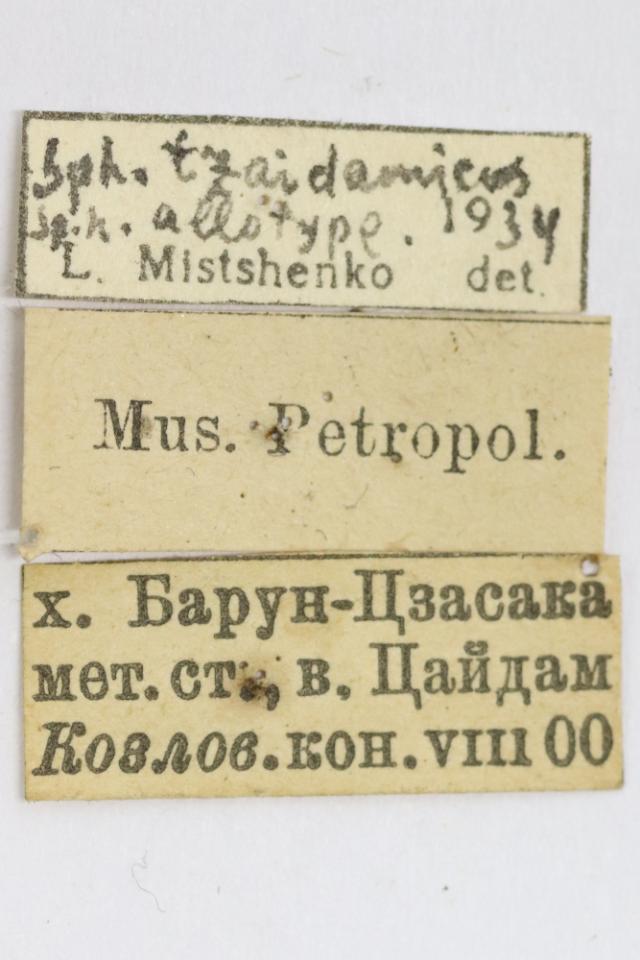 Sph. tzaidamicus
sp.n. allotype. 1934
L. Mistshenko det.
Mus. Petropol.
х. Барун-Цзасака
мет. ст., в. Цайдам
Козлов. кон. VIII 00